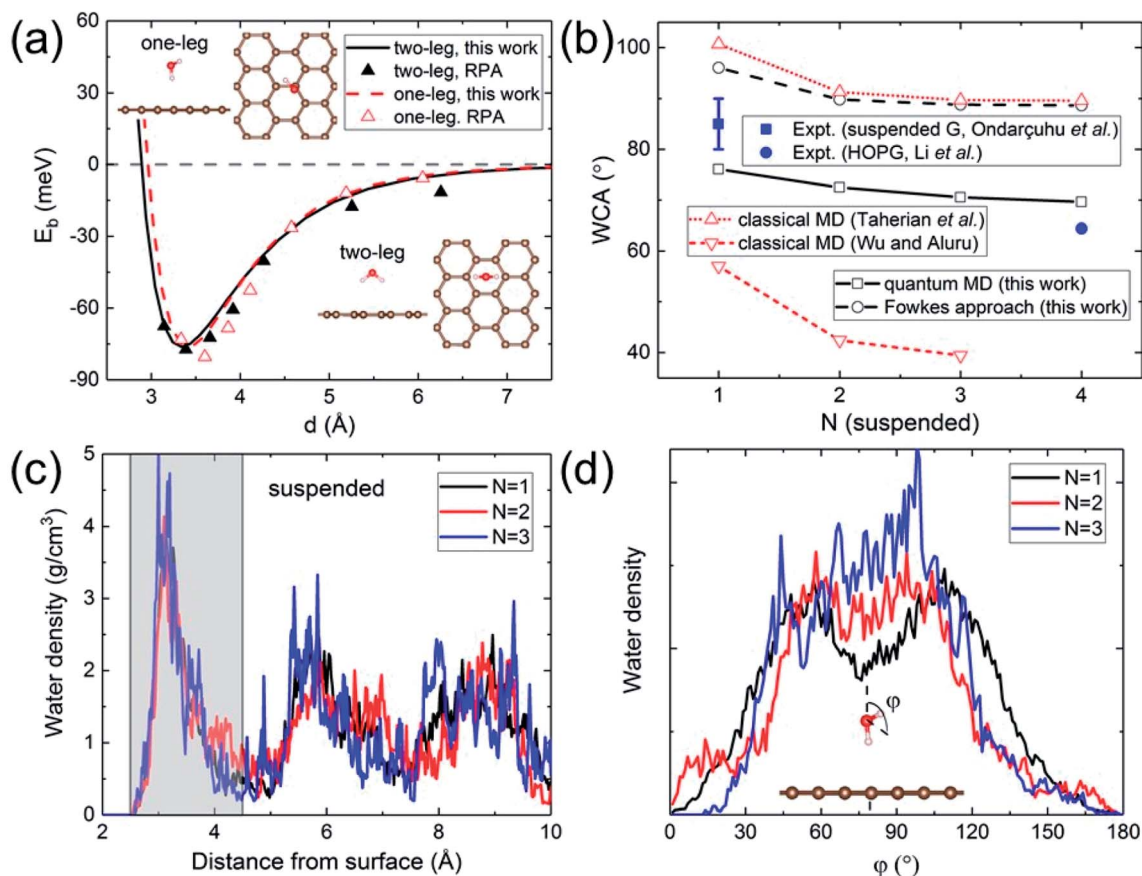 (a)
60
30
0
-30
-60
-90
E_b (meV)
3 4 5 6 7
d (Å)
one-leg
two-leg, this work
two-leg, RPA
one-leg, this work
one-leg. RPA
two-leg
(b)
100
80
60
40
WCA (°)
1 2 3 4
N (suspended)
Expt. (suspended G, Ondarçuhu et al.)
Expt. (HOPG, Li et al.)
classical MD (Taherian et al.)
classical MD (Wu and Aluru)
quantum MD (this work)
Fowkes approach (this work)
(c)
5
4
3
2
1
0
Water density (g/cm³)
2 4 6 8 10
Distance from surface (Å)
suspended
N=1
N=2
N=3
(d)
Water density
N=1
N=2
N=3
φ
0 30 60 90 120 150 180
φ (°)